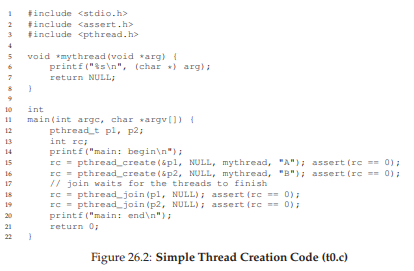 1 #include <stdio.h>
2 #include <assert.h>
3 #include <pthread.h>
4
5 void *mythread(void *arg) {
6     printf("%s\n", (char *) arg);
7     return NULL;
8 }
9
10 int
11 main(int argc, char *argv[]) {
12     pthread_t p1, p2;
13     int rc;
14     printf("main: begin\n");
15     rc = pthread_create(&p1, NULL, mythread, "A"); assert(rc == 0);
16     rc = pthread_create(&p2, NULL, mythread, "B"); assert(rc == 0);
17     // join waits for the threads to finish
18     rc = pthread_join(p1, NULL); assert(rc == 0);
19     rc = pthread_join(p2, NULL); assert(rc == 0);
20     printf("main: end\n");
21     return 0;
22 }
Figure 26.2: Simple Thread Creation Code (t0.c)